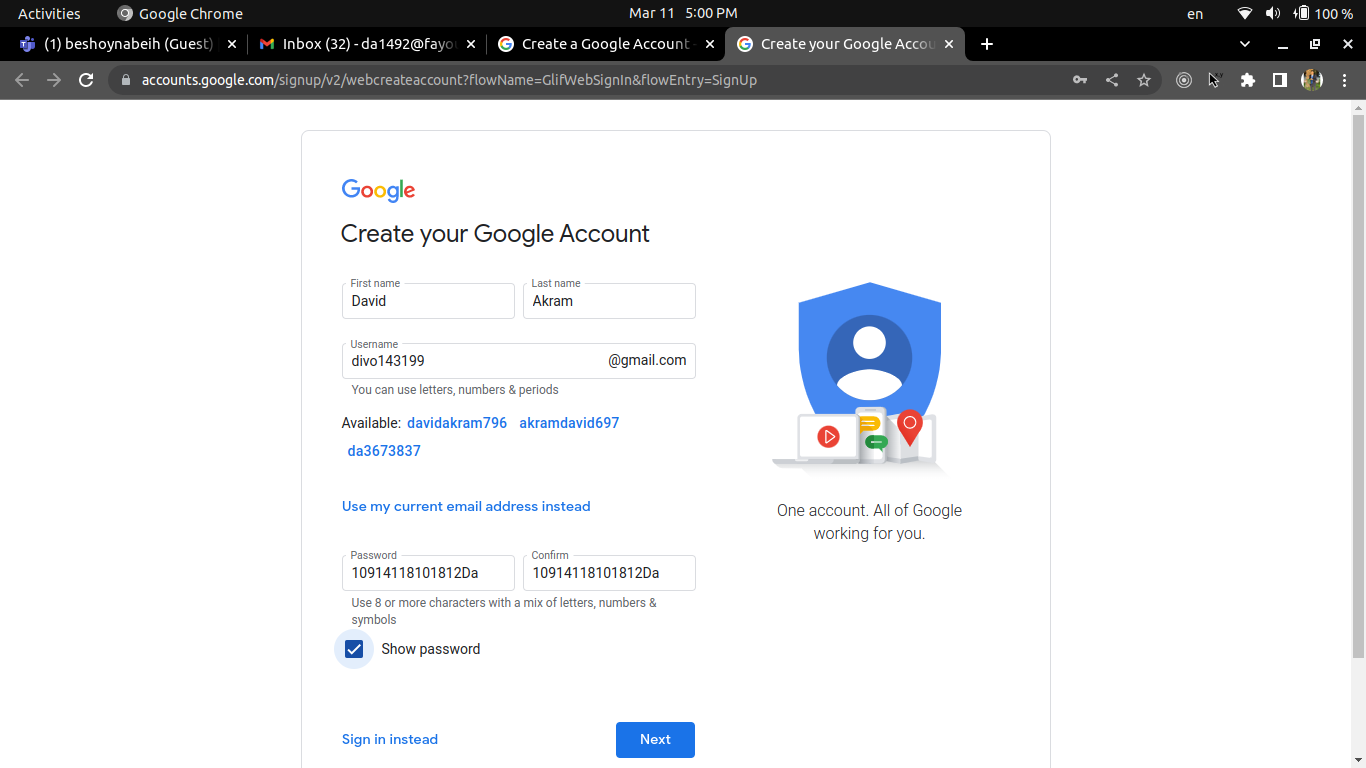 Activities Google Chrome Mar 11 5:00 PM en 100 %
(1) beshoynabeih (Guest) Inbox (32) - da1492@fayou Create a Google Account - Create your Google Accou
accounts.google.com/signup/v2/webcreateaccount?flowName=GlifWebSignIn&flowEntry=SignUp
Google
Create your Google Account
First name Last name
David Akram
Username
divo143199 @gmail.com
You can use letters, numbers & periods
Available: davidakram796 akramdavid697
da3673837
Use my current email address instead
One account. All of Google
working for you.
Password Confirm
10914118101812Da 10914118101812Da
Use 8 or more characters with a mix of letters, numbers &
symbols
Show password
Sign in instead Next